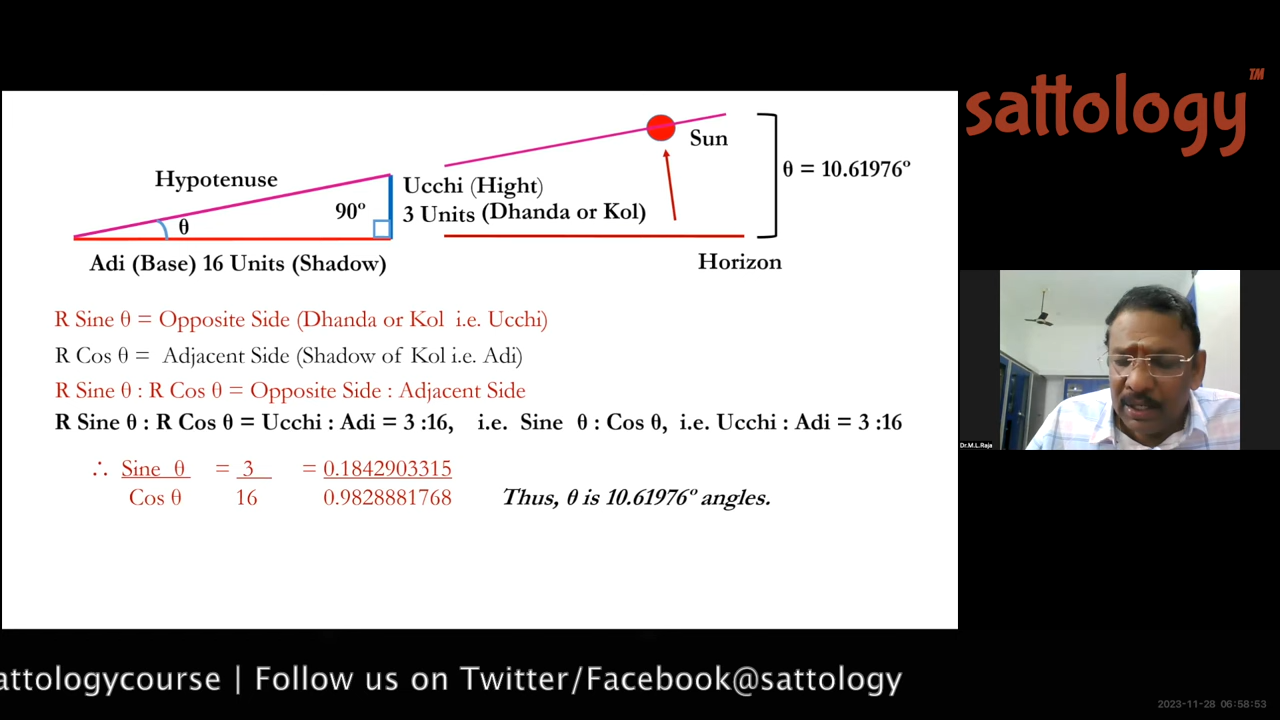 sattology™
Sun
θ = 10.61976º
Hypotenuse
Ucchi (Hight)
90º
3 Units (Dhanda or Kol)
θ
Adi (Base) 16 Units (Shadow)
Horizon
R Sine θ = Opposite Side (Dhanda or Kol i.e. Ucchi)
R Cos θ = Adjacent Side (Shadow of Kol i.e. Adi)
R Sine θ : R Cos θ = Opposite Side : Adjacent Side
R Sine θ : R Cos θ = Ucchi : Adi = 3 :16, i.e. Sine θ : Cos θ, i.e. Ucchi : Adi = 3 :16
∴ Sine θ = 3 = 0.1842903315
Cos θ 16 0.9828881768 Thus, θ is 10.61976º angles.
Dr.M.L.Raja
attologycourse | Follow us on Twitter/Facebook@sattology
2023-11-28 06:58:53